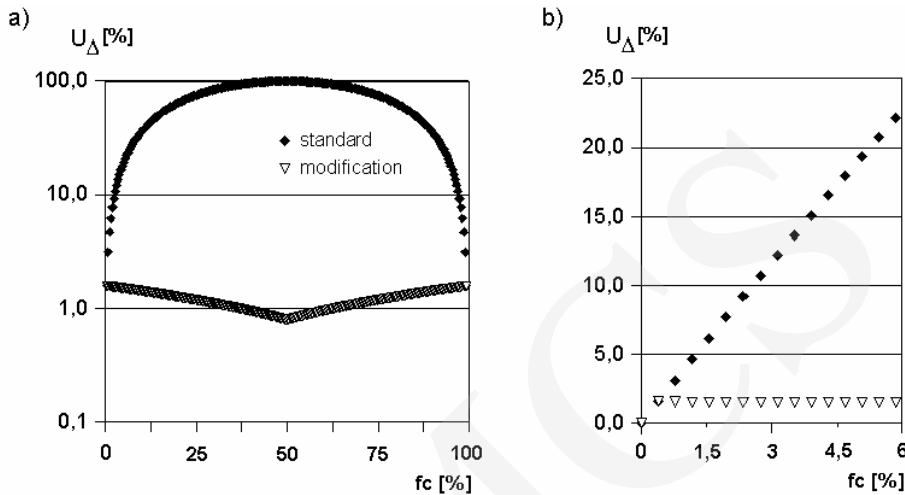 a)
U_Δ [%]
100,0
10,0
1,0
0,1
0
25
50
75
100
fc [%]
standard
modification
b)
U_Δ [%]
25,0
20,0
15,0
10,0
5,0
0,0
0
1,5
3
4,5
6
fc [%]
MCS